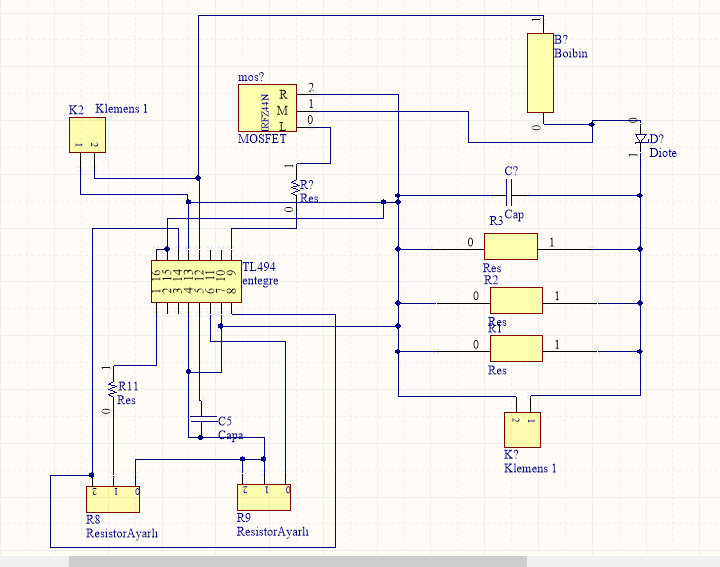 1
B?
Boibin
0
mos?
R 2
M 1
I 0
IRFZ44N
MOSFET
K2 Klemens 1
1 2
0
D?
Diote
1
1
R?
Res
0
C?
Cap
R3
0 1
Res
R2
0 1
Res
R1
0 1
Res
16 15 14 13 12 11 10 9
1 2 3 4 5 6 7 8
TL494
entegre
1
R11
Res
0
C5
Capa
2 1
K?
Klemens 1
2 1 0
R8
ResistorAyarlı
2 1 0
R9
ResistorAyarlı